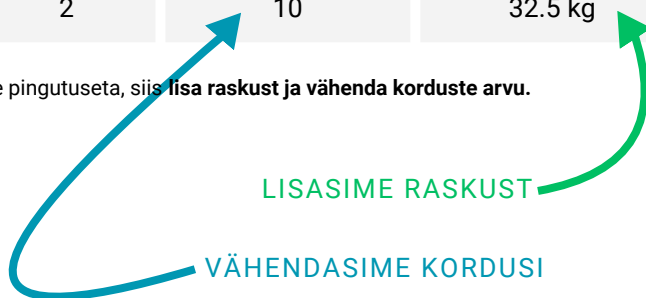 2 10 32.5 kg
pingutuseta, siis lisa raskust ja vähenda korduste arvu.
LISASIME RASKUST
VÄHENDASIME KORDUSI